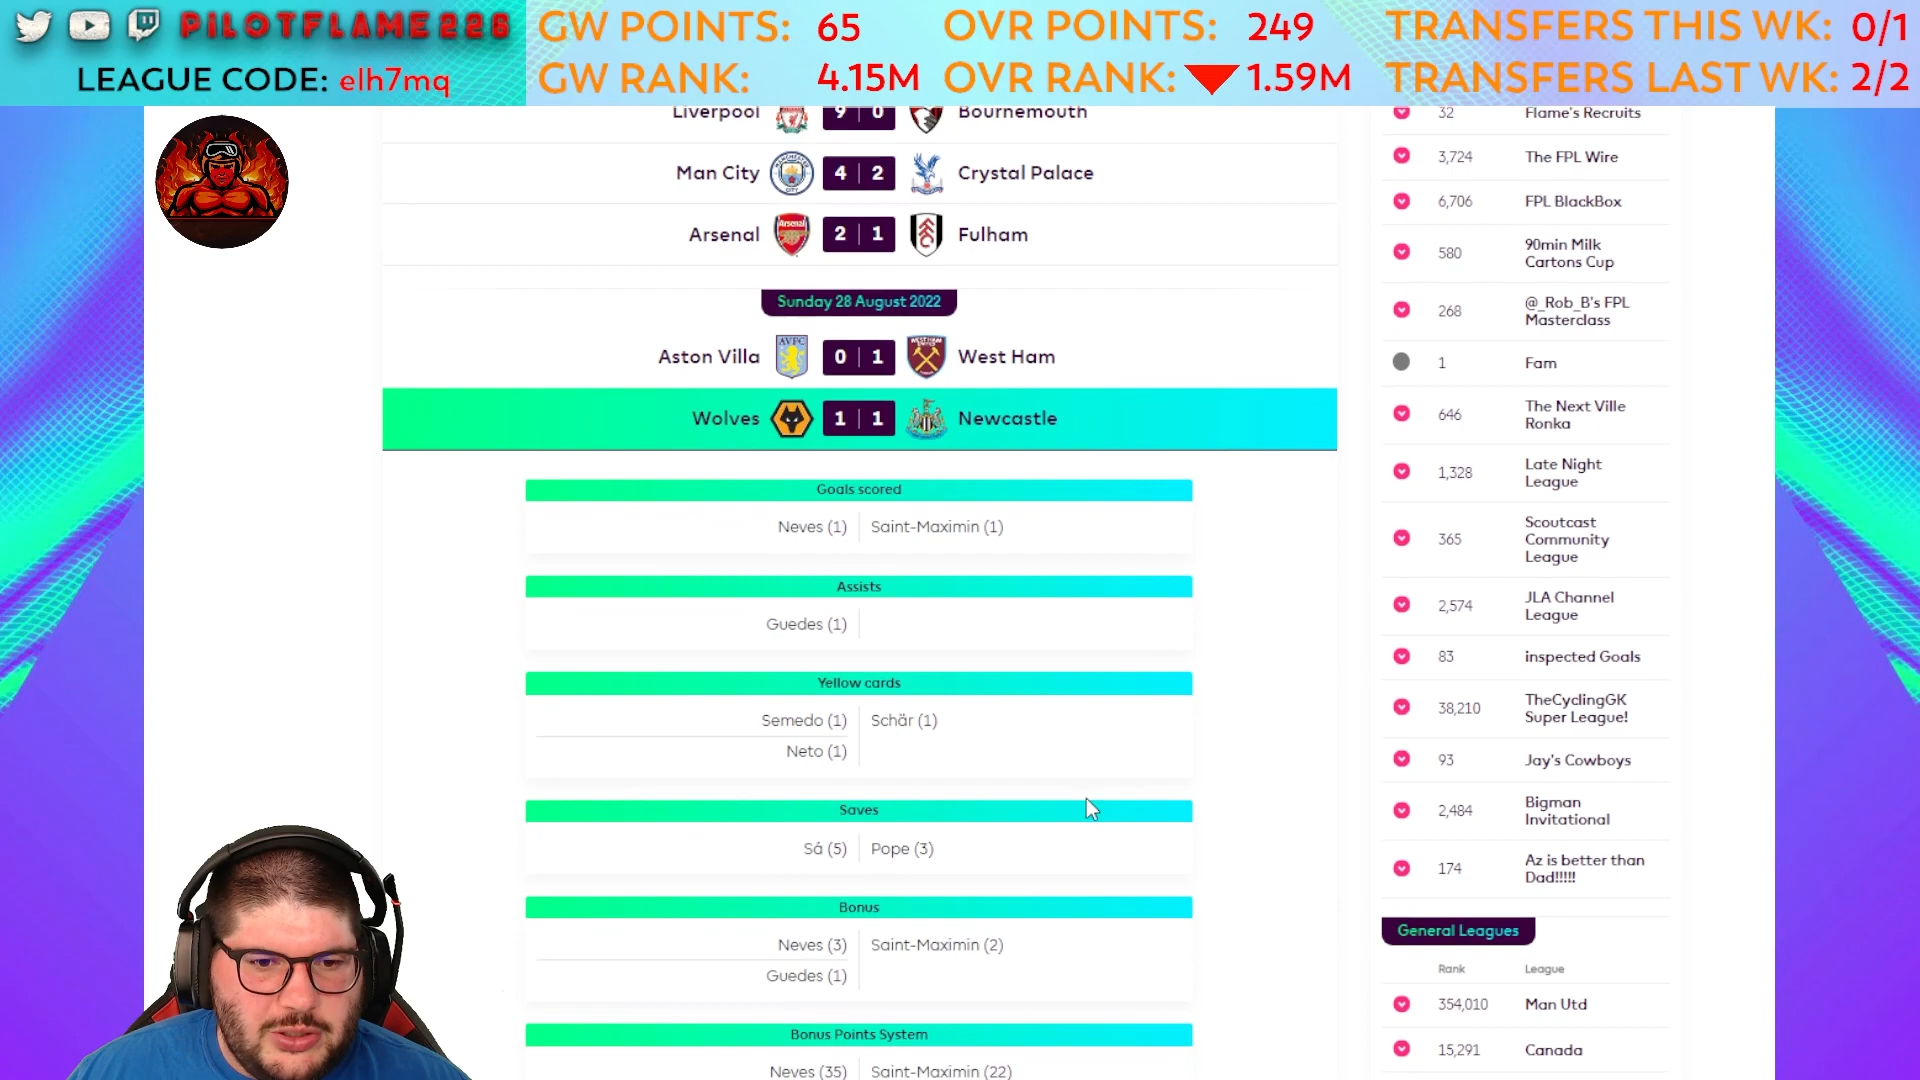 PILOTFLAME228
LEAGUE CODE: elh7mq
GW POINTS: 65
OVR POINTS: 249
TRANSFERS THIS WK: 0/1
GW RANK: 4.15M
OVR RANK: 1.59M
TRANSFERS LAST WK: 2/2
Liverpool 9 0 Bournemouth
Man City 4 2 Crystal Palace
Arsenal 2 1 Fulham
Sunday 28 August 2022
Aston Villa 0 1 West Ham
Wolves 1 1 Newcastle
Goals scored
Neves (1) Saint-Maximin (1)
Assists
Guedes (1)
Yellow cards
Semedo (1) Schär (1)
Neto (1)
Saves
Sá (5) Pope (3)
Bonus
Neves (3) Saint-Maximin (2)
Guedes (1)
Bonus Points System
Neves (35) Saint-Maximin (22)
32 Flame's Recruits
3,724 The FPL Wire
6,706 FPL BlackBox
580 90min Milk
Cartons Cup
268 @_Rob_B's FPL
Masterclass
1 Fam
646 The Next Ville
Ronka
1,328 Late Night
League
365 Scoutcast
Community
League
2,574 JLA Channel
League
83 inspected Goals
38,210 TheCyclingGK
Super League!
93 Jay's Cowboys
2,484 Bigman
Invitational
174 Az is better than
Dad!!!!!
General Leagues
Rank League
354,010 Man Utd
15,291 Canada